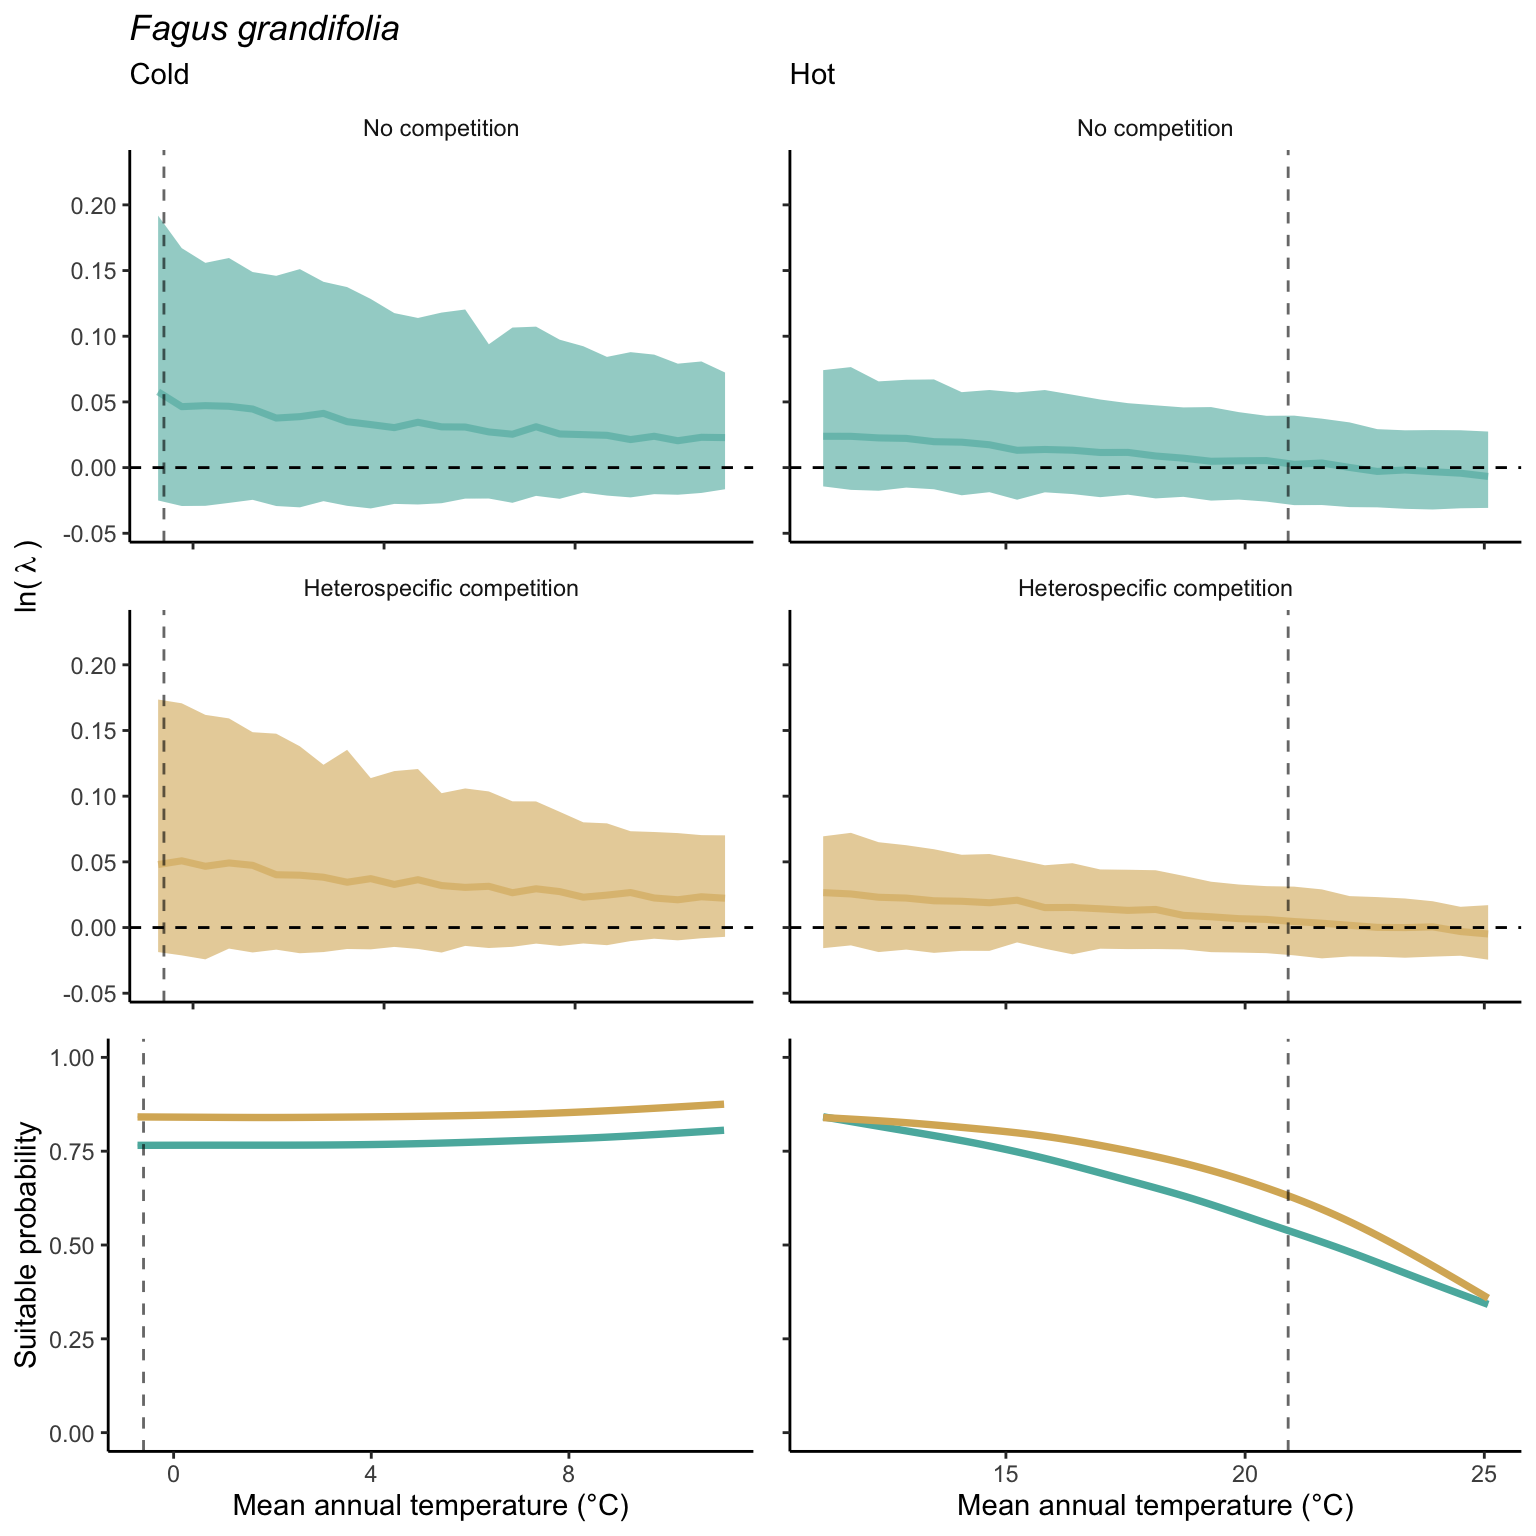 Fagus grandifolia
Cold
Hot
No competition
No competition
0.20
0.15
0.10
0.05
0.00
-0.05
ln( λ )
Heterospecific competition
Heterospecific competition
0.20
0.15
0.10
0.05
0.00
-0.05
Suitable probability
1.00
0.75
0.50
0.25
0.00
0 4 8
15 20 25
Mean annual temperature (°C)
Mean annual temperature (°C)